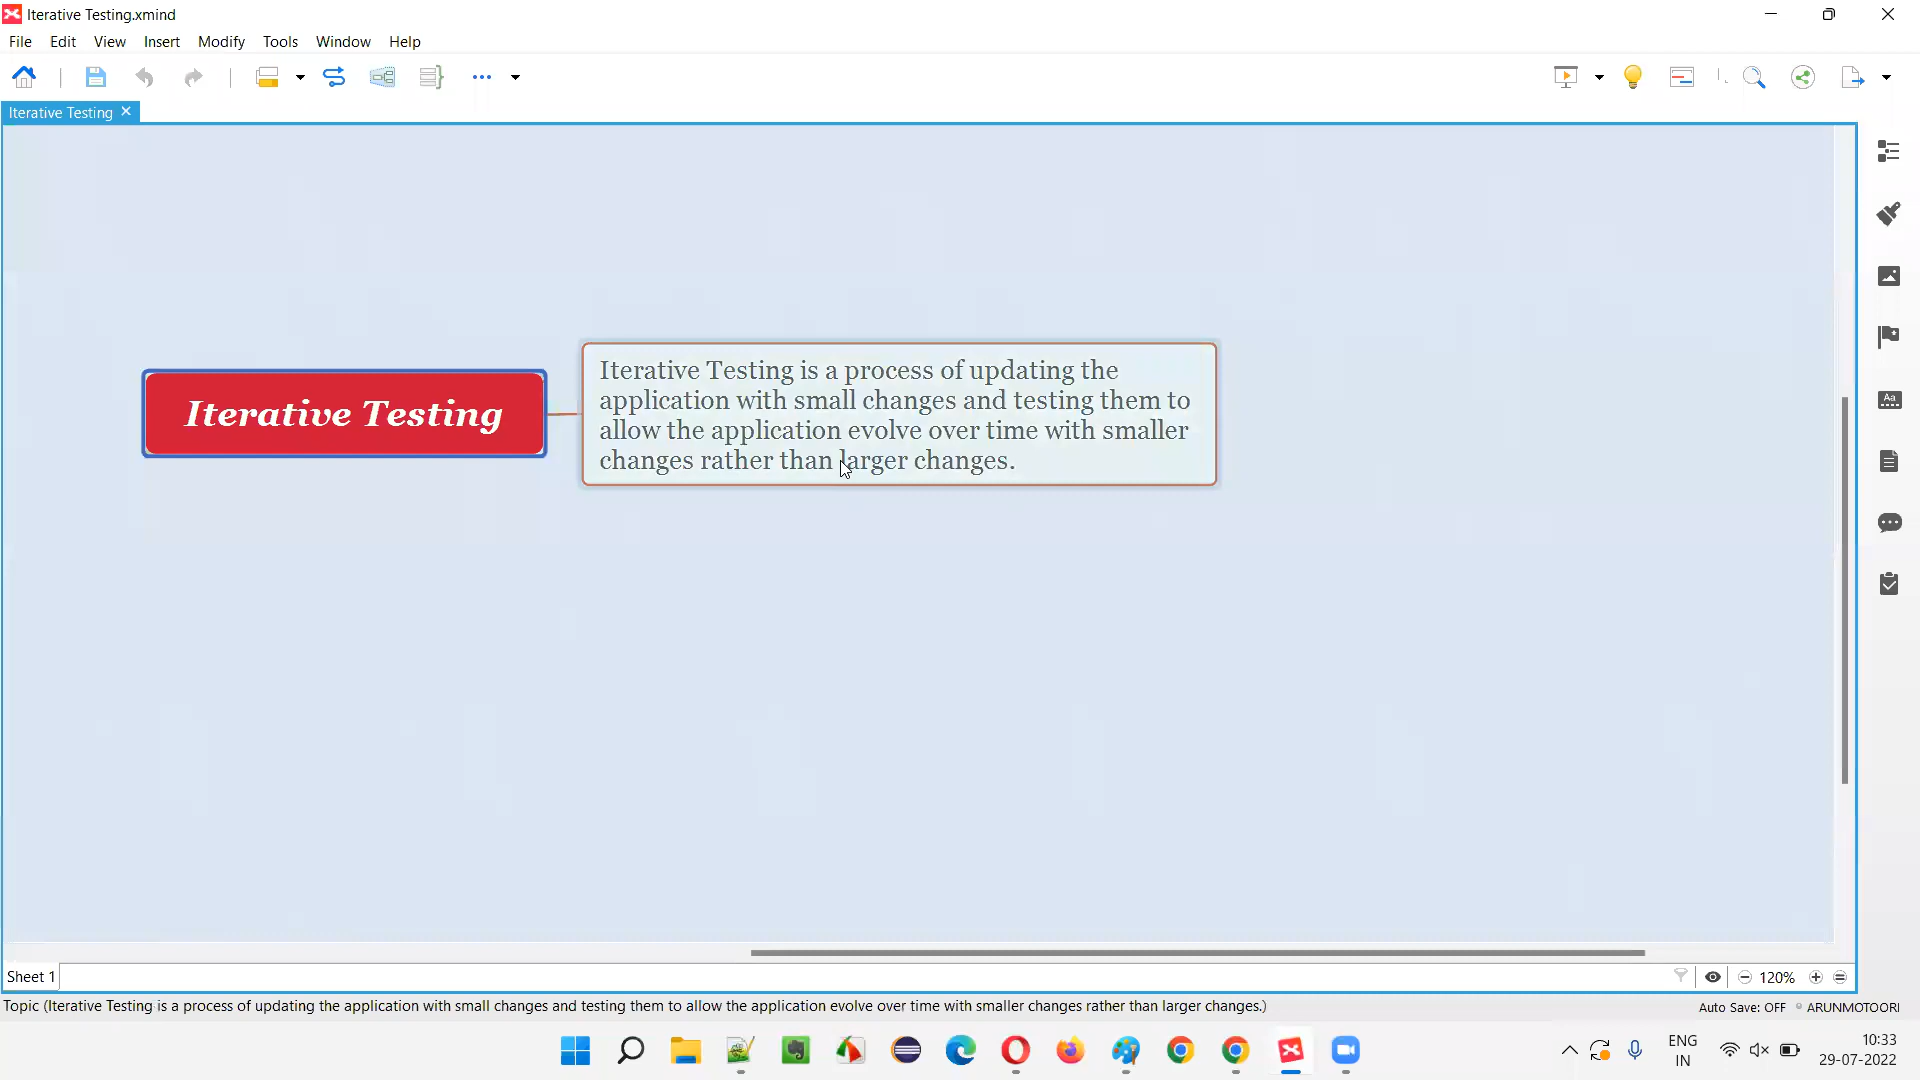 Iterative Testing.xmind
File Edit View Insert Modify Tools Window Help
Iterative Testing
Iterative Testing
Iterative Testing is a process of updating the
application with small changes and testing them to
allow the application evolve over time with smaller
changes rather than larger changes.
Aa
Sheet 1
120%
Topic (Iterative Testing is a process of updating the application with small changes and testing them to allow the application evolve over time with smaller changes rather than larger changes.)
Auto Save: OFF ARUNMOTOORI
ENG
IN
10:33
29-07-2022